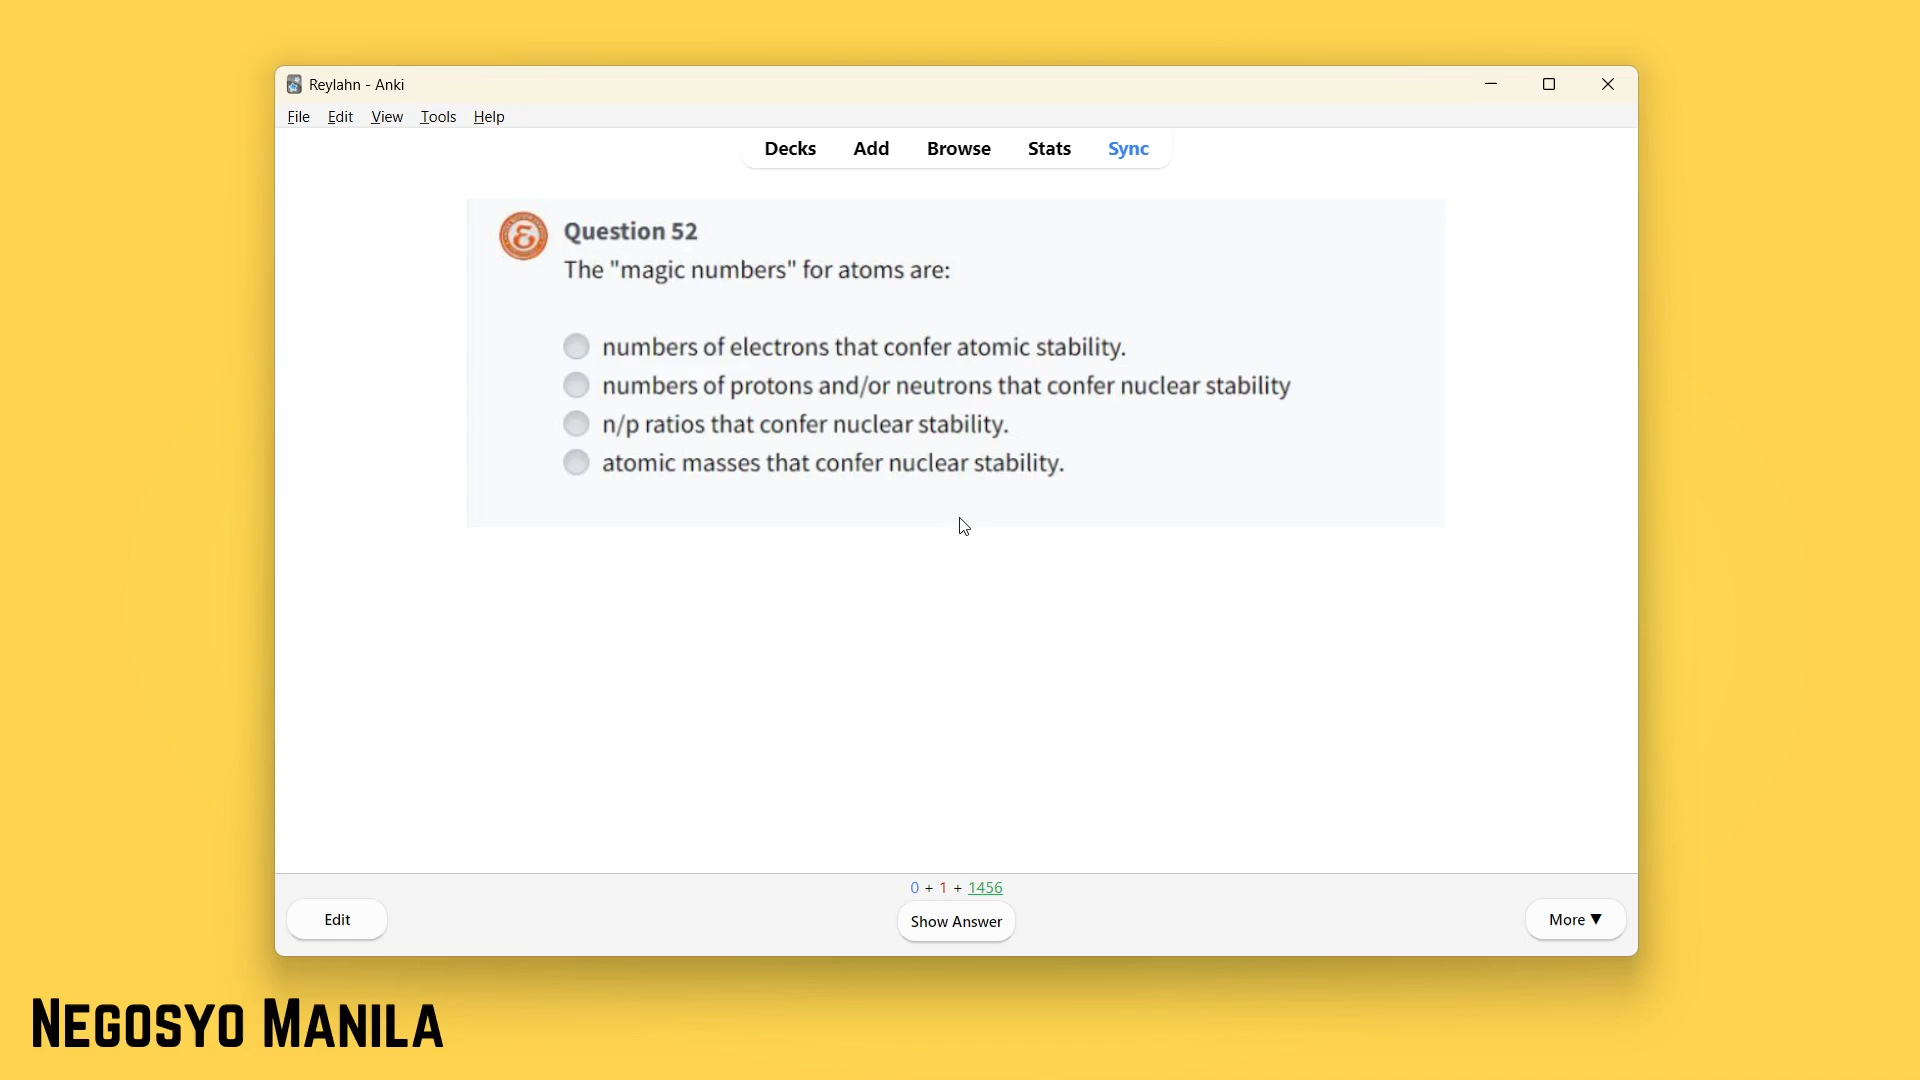 Reylahn - Anki
File Edit View Tools Help
Decks Add Browse Stats Sync
Question 52
The "magic numbers" for atoms are:
numbers of electrons that confer atomic stability.
numbers of protons and/or neutrons that confer nuclear stability
n/p ratios that confer nuclear stability.
atomic masses that confer nuclear stability.
0 + 1 + 1456
Edit Show Answer More ▼
NEGOSYO MANILA